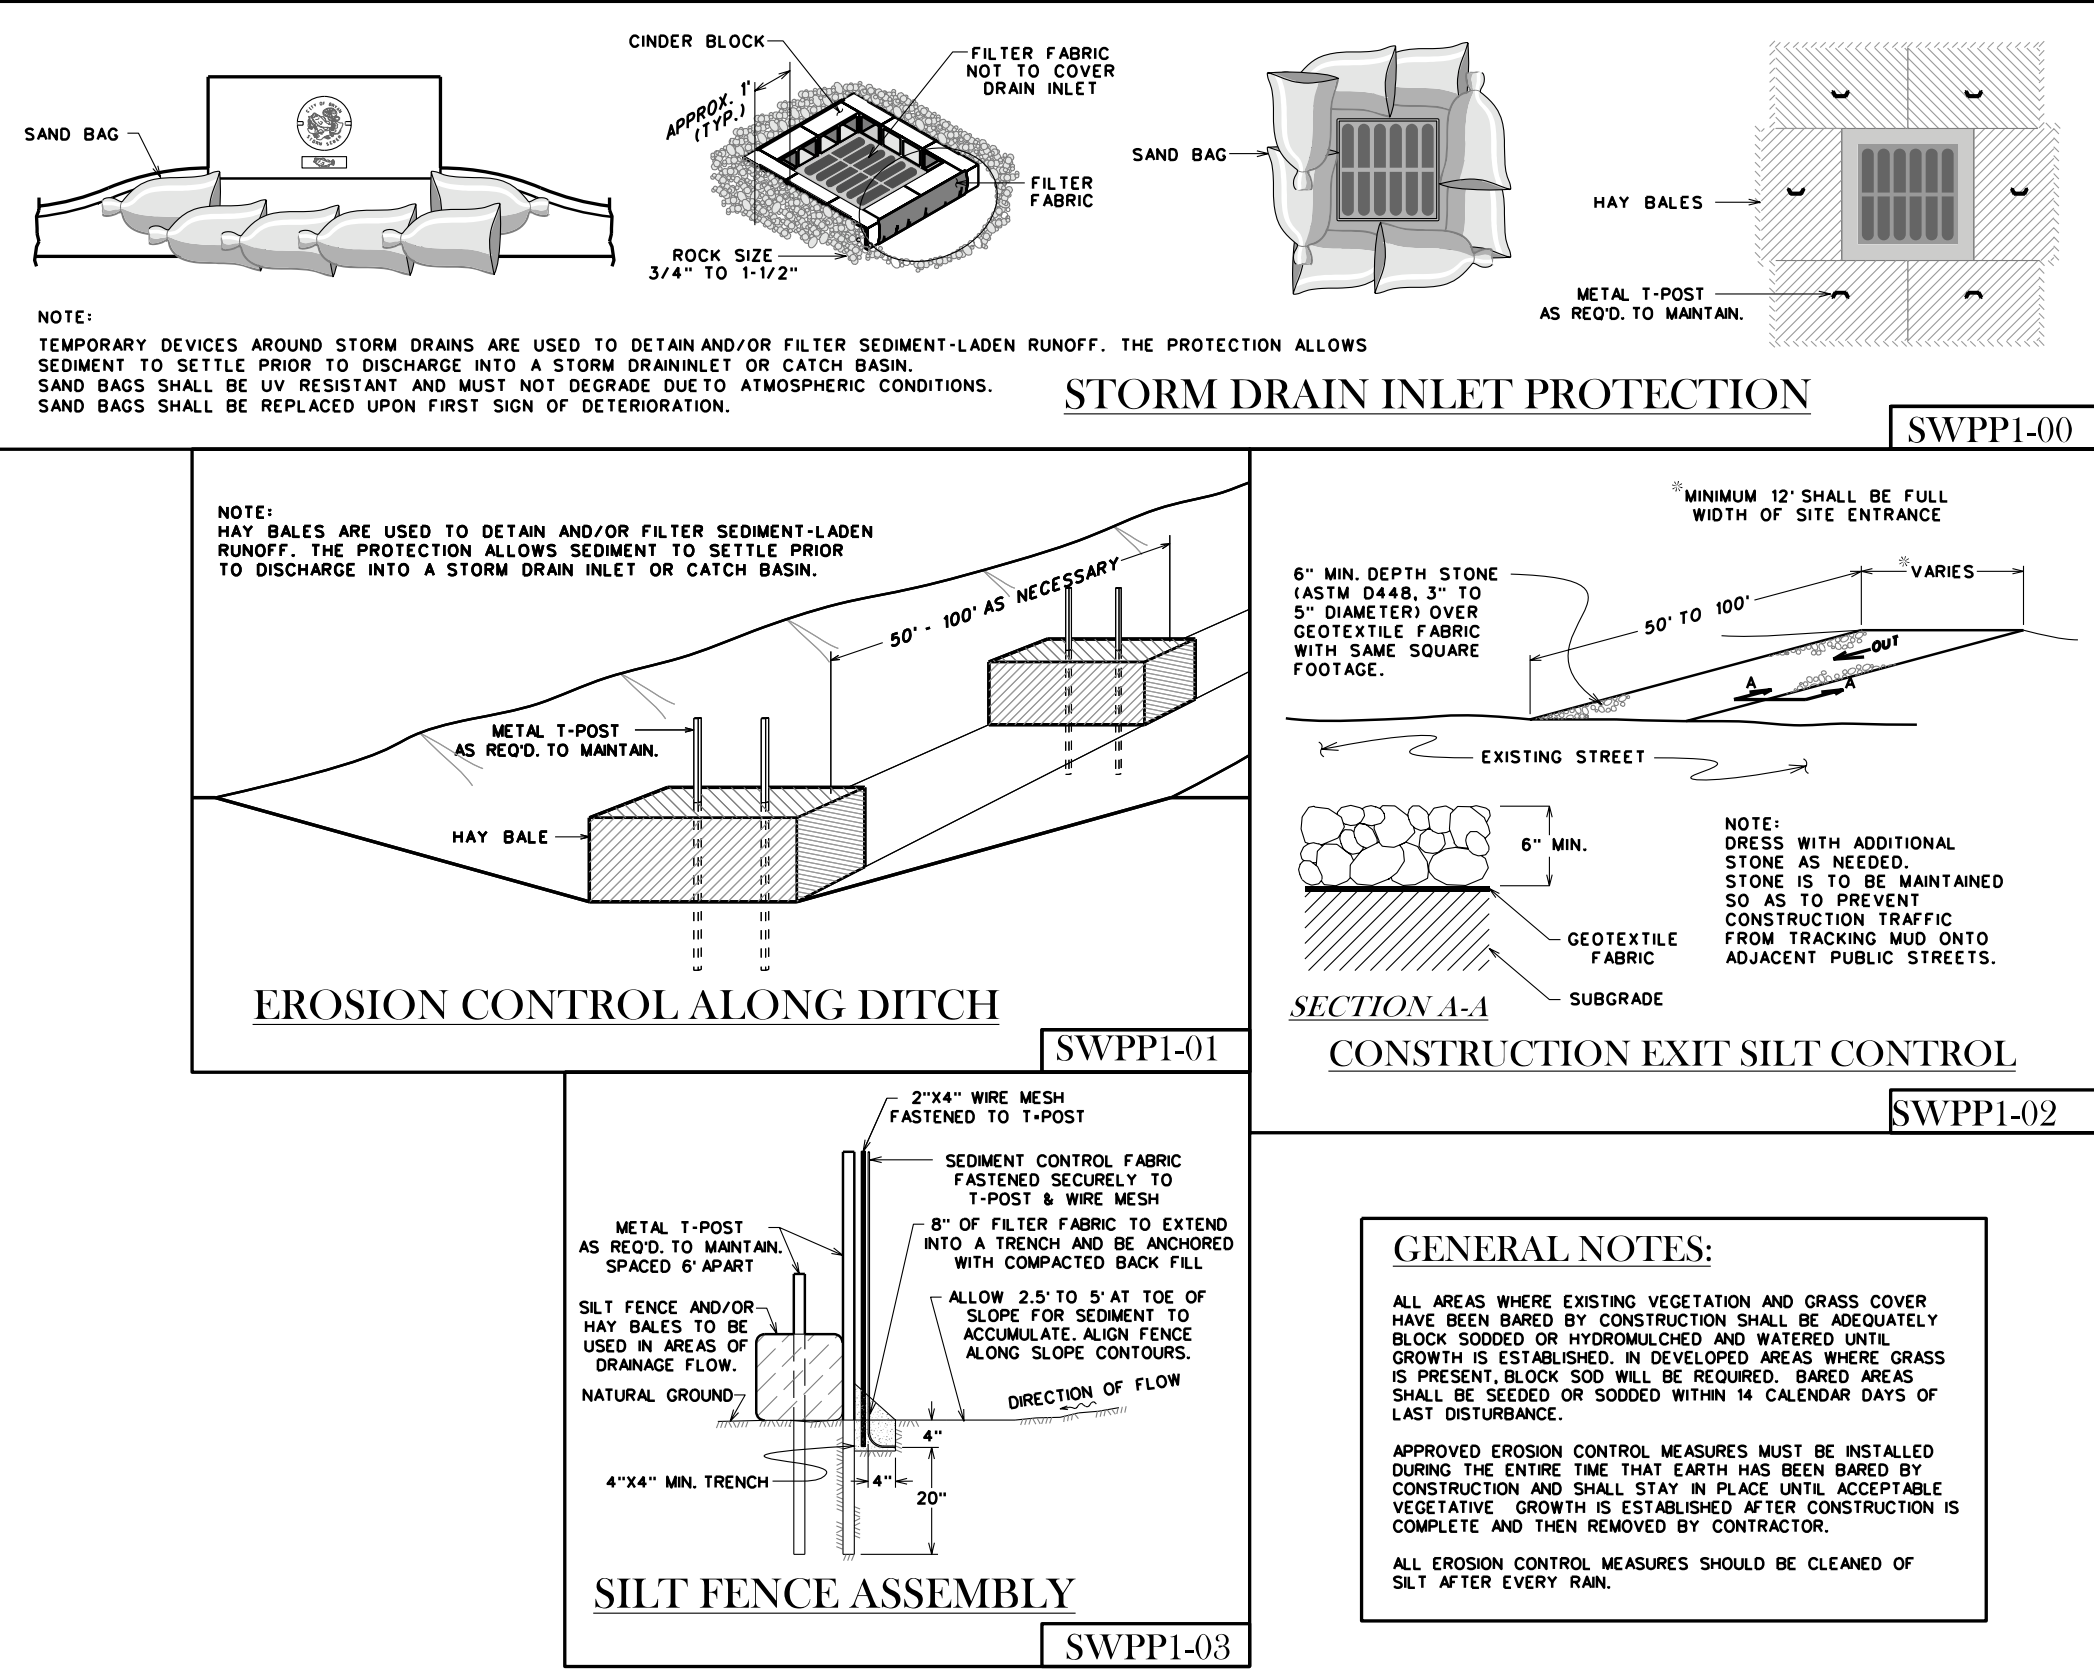 CINDER BLOCK
FILTER FABRIC
NOT TO COVER
DRAIN INLET
APPROX. 1'
(TYP.)
SAND BAG
CITY OF BRYAN
STORM SEWER
FILTER
FABRIC
ROCK SIZE
3/4" TO 1-1/2"
SAND BAG
HAY BALES
METAL T-POST
AS REQ'D. TO MAINTAIN.
NOTE:
TEMPORARY DEVICES AROUND STORM DRAINS ARE USED TO DETAIN AND/OR FILTER SEDIMENT-LADEN RUNOFF. THE PROTECTION ALLOWS
SEDIMENT TO SETTLE PRIOR TO DISCHARGE INTO A STORM DRAININLET OR CATCH BASIN.
SAND BAGS SHALL BE UV RESISTANT AND MUST NOT DEGRADE DUE TO ATMOSPHERIC CONDITIONS.
SAND BAGS SHALL BE REPLACED UPON FIRST SIGN OF DETERIORATION.
STORM DRAIN INLET PROTECTION
SWPP1-00
NOTE:
HAY BALES ARE USED TO DETAIN AND/OR FILTER SEDIMENT-LADEN
RUNOFF. THE PROTECTION ALLOWS SEDIMENT TO SETTLE PRIOR
TO DISCHARGE INTO A STORM DRAIN INLET OR CATCH BASIN.
50' - 100' AS NECESSARY
METAL T-POST
AS REQ'D. TO MAINTAIN.
HAY BALE
EROSION CONTROL ALONG DITCH
SWPP1-01
*MINIMUM 12' SHALL BE FULL
WIDTH OF SITE ENTRANCE
6" MIN. DEPTH STONE
(ASTM D448, 3" TO
5" DIAMETER) OVER
GEOTEXTILE FABRIC
WITH SAME SQUARE
FOOTAGE.
*VARIES
50' TO 100'
OUT
A
A
EXISTING STREET
6" MIN.
GEOTEXTILE
FABRIC
SUBGRADE
SECTION A-A
NOTE:
DRESS WITH ADDITIONAL
STONE AS NEEDED.
STONE IS TO BE MAINTAINED
SO AS TO PREVENT
CONSTRUCTION TRAFFIC
FROM TRACKING MUD ONTO
ADJACENT PUBLIC STREETS.
CONSTRUCTION EXIT SILT CONTROL
SWPP1-02
2"X4" WIRE MESH
FASTENED TO T-POST
SEDIMENT CONTROL FABRIC
FASTENED SECURELY TO
T-POST & WIRE MESH
METAL T-POST
AS REQ'D. TO MAINTAIN.
SPACED 6' APART
8" OF FILTER FABRIC TO EXTEND
INTO A TRENCH AND BE ANCHORED
WITH COMPACTED BACK FILL
SILT FENCE AND/OR
HAY BALES TO BE
USED IN AREAS OF
DRAINAGE FLOW.
ALLOW 2.5' TO 5' AT TOE OF
SLOPE FOR SEDIMENT TO
ACCUMULATE. ALIGN FENCE
ALONG SLOPE CONTOURS.
NATURAL GROUND
DIRECTION OF FLOW
4"
4"X4" MIN. TRENCH
4"
20"
SILT FENCE ASSEMBLY
SWPP1-03
GENERAL NOTES:
ALL AREAS WHERE EXISTING VEGETATION AND GRASS COVER
HAVE BEEN BARED BY CONSTRUCTION SHALL BE ADEQUATELY
BLOCK SODDED OR HYDROMULCHED AND WATERED UNTIL
GROWTH IS ESTABLISHED. IN DEVELOPED AREAS WHERE GRASS
IS PRESENT, BLOCK SOD WILL BE REQUIRED. BARED AREAS
SHALL BE SEEDED OR SODDED WITHIN 14 CALENDAR DAYS OF
LAST DISTURBANCE.
APPROVED EROSION CONTROL MEASURES MUST BE INSTALLED
DURING THE ENTIRE TIME THAT EARTH HAS BEEN BARED BY
CONSTRUCTION AND SHALL STAY IN PLACE UNTIL ACCEPTABLE
VEGETATIVE GROWTH IS ESTABLISHED AFTER CONSTRUCTION IS
COMPLETE AND THEN REMOVED BY CONTRACTOR.
ALL EROSION CONTROL MEASURES SHOULD BE CLEANED OF
SILT AFTER EVERY RAIN.